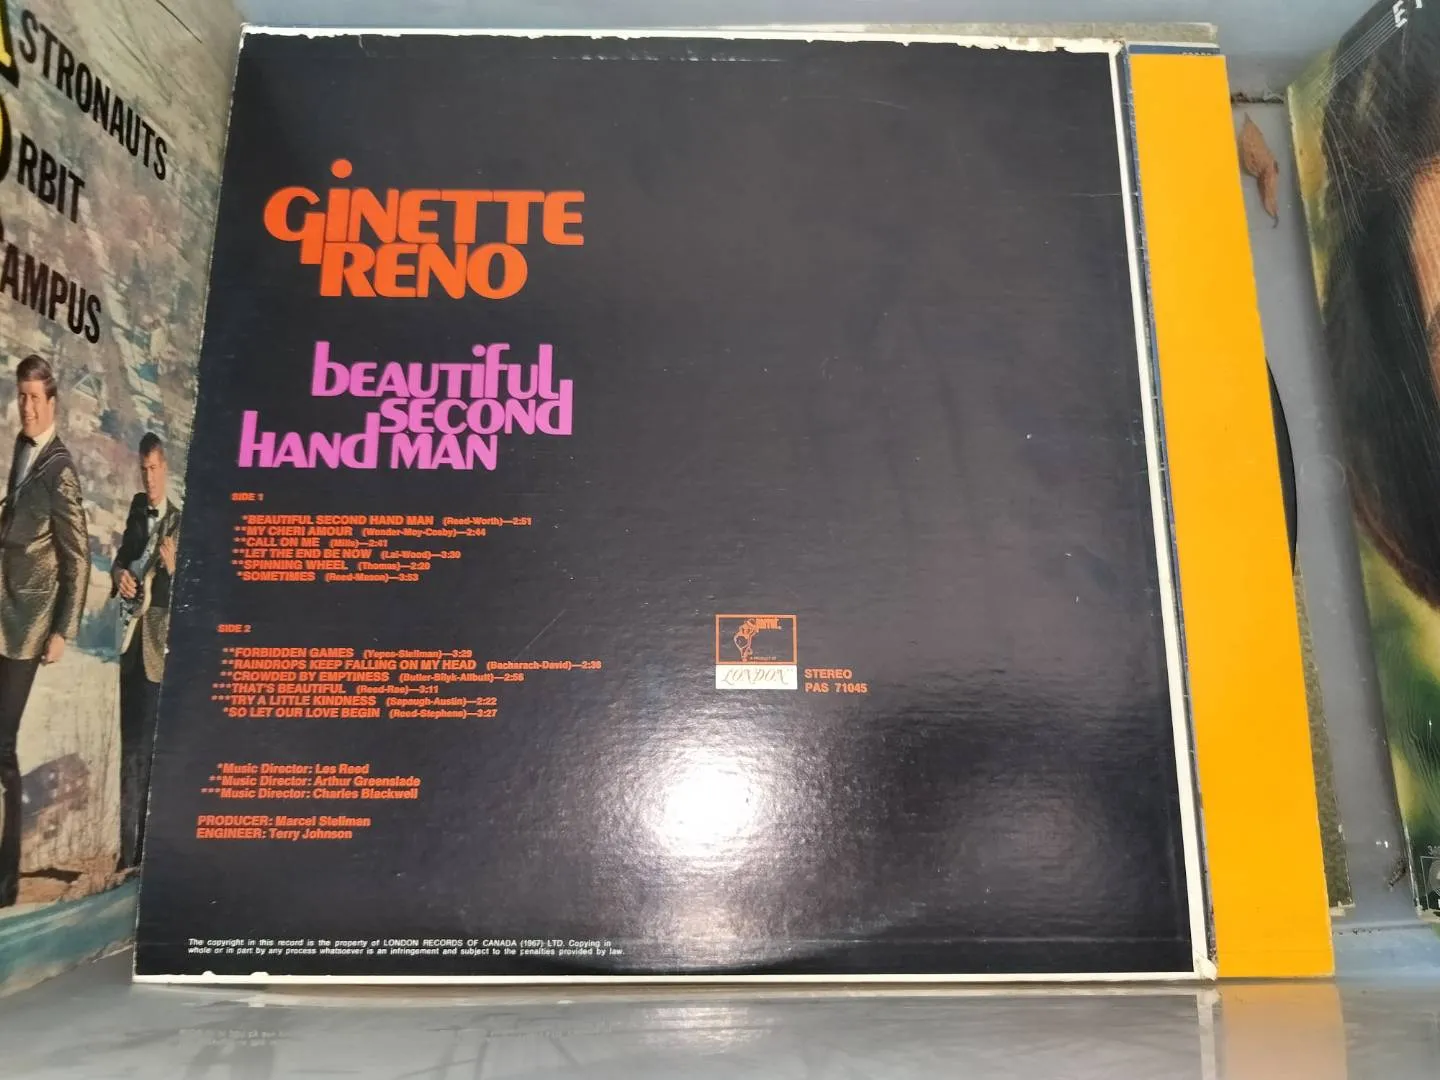 ASTRONAUTS
ORBIT
KAMPUS
GINETTE
RENO
beautiful
second
hand man
SIDE 1
*BEAUTIFUL SECOND HAND MAN (Reed-Worth)—2:51
**MY CHERI AMOUR (Wonder-Moy-Cosby)—2:44
**CALL ON ME (Mills)—2:41
**LET THE END BE NOW (Lai-Wood)—3:30
**SPINNING WHEEL (Thomas)—2:20
*SOMETIMES (Reed-Mason)—3:53
SIDE 2
**FORBIDDEN GAMES (Yepes-Stellman)—3:29
**RAINDROPS KEEP FALLING ON MY HEAD (Bacharach-David)—2:38
**CROWDED BY EMPTINESS (Butler-Bilyk-Allbutt)—2:56
***THAT'S BEAUTIFUL (Reed-Rae)—3:11
***TRY A LITTLE KINDNESS (Sapaugh-Austin)—2:22
*SO LET OUR LOVE BEGIN (Reed-Stephens)—3:27
*Music Director: Les Reed
**Music Director: Arthur Greenslade
***Music Director: Charles Blackwell
PRODUCER: Marcel Stellman
ENGINEER: Terry Johnson
parrot
A PRODUCT OF
LONDON
STEREO
PAS 71045
The copyright in this record is the property of LONDON RECORDS OF CANADA (1967) LTD. Copying in
whole or in part by any process whatsoever is an infringement and subject to the penalties provided by law.